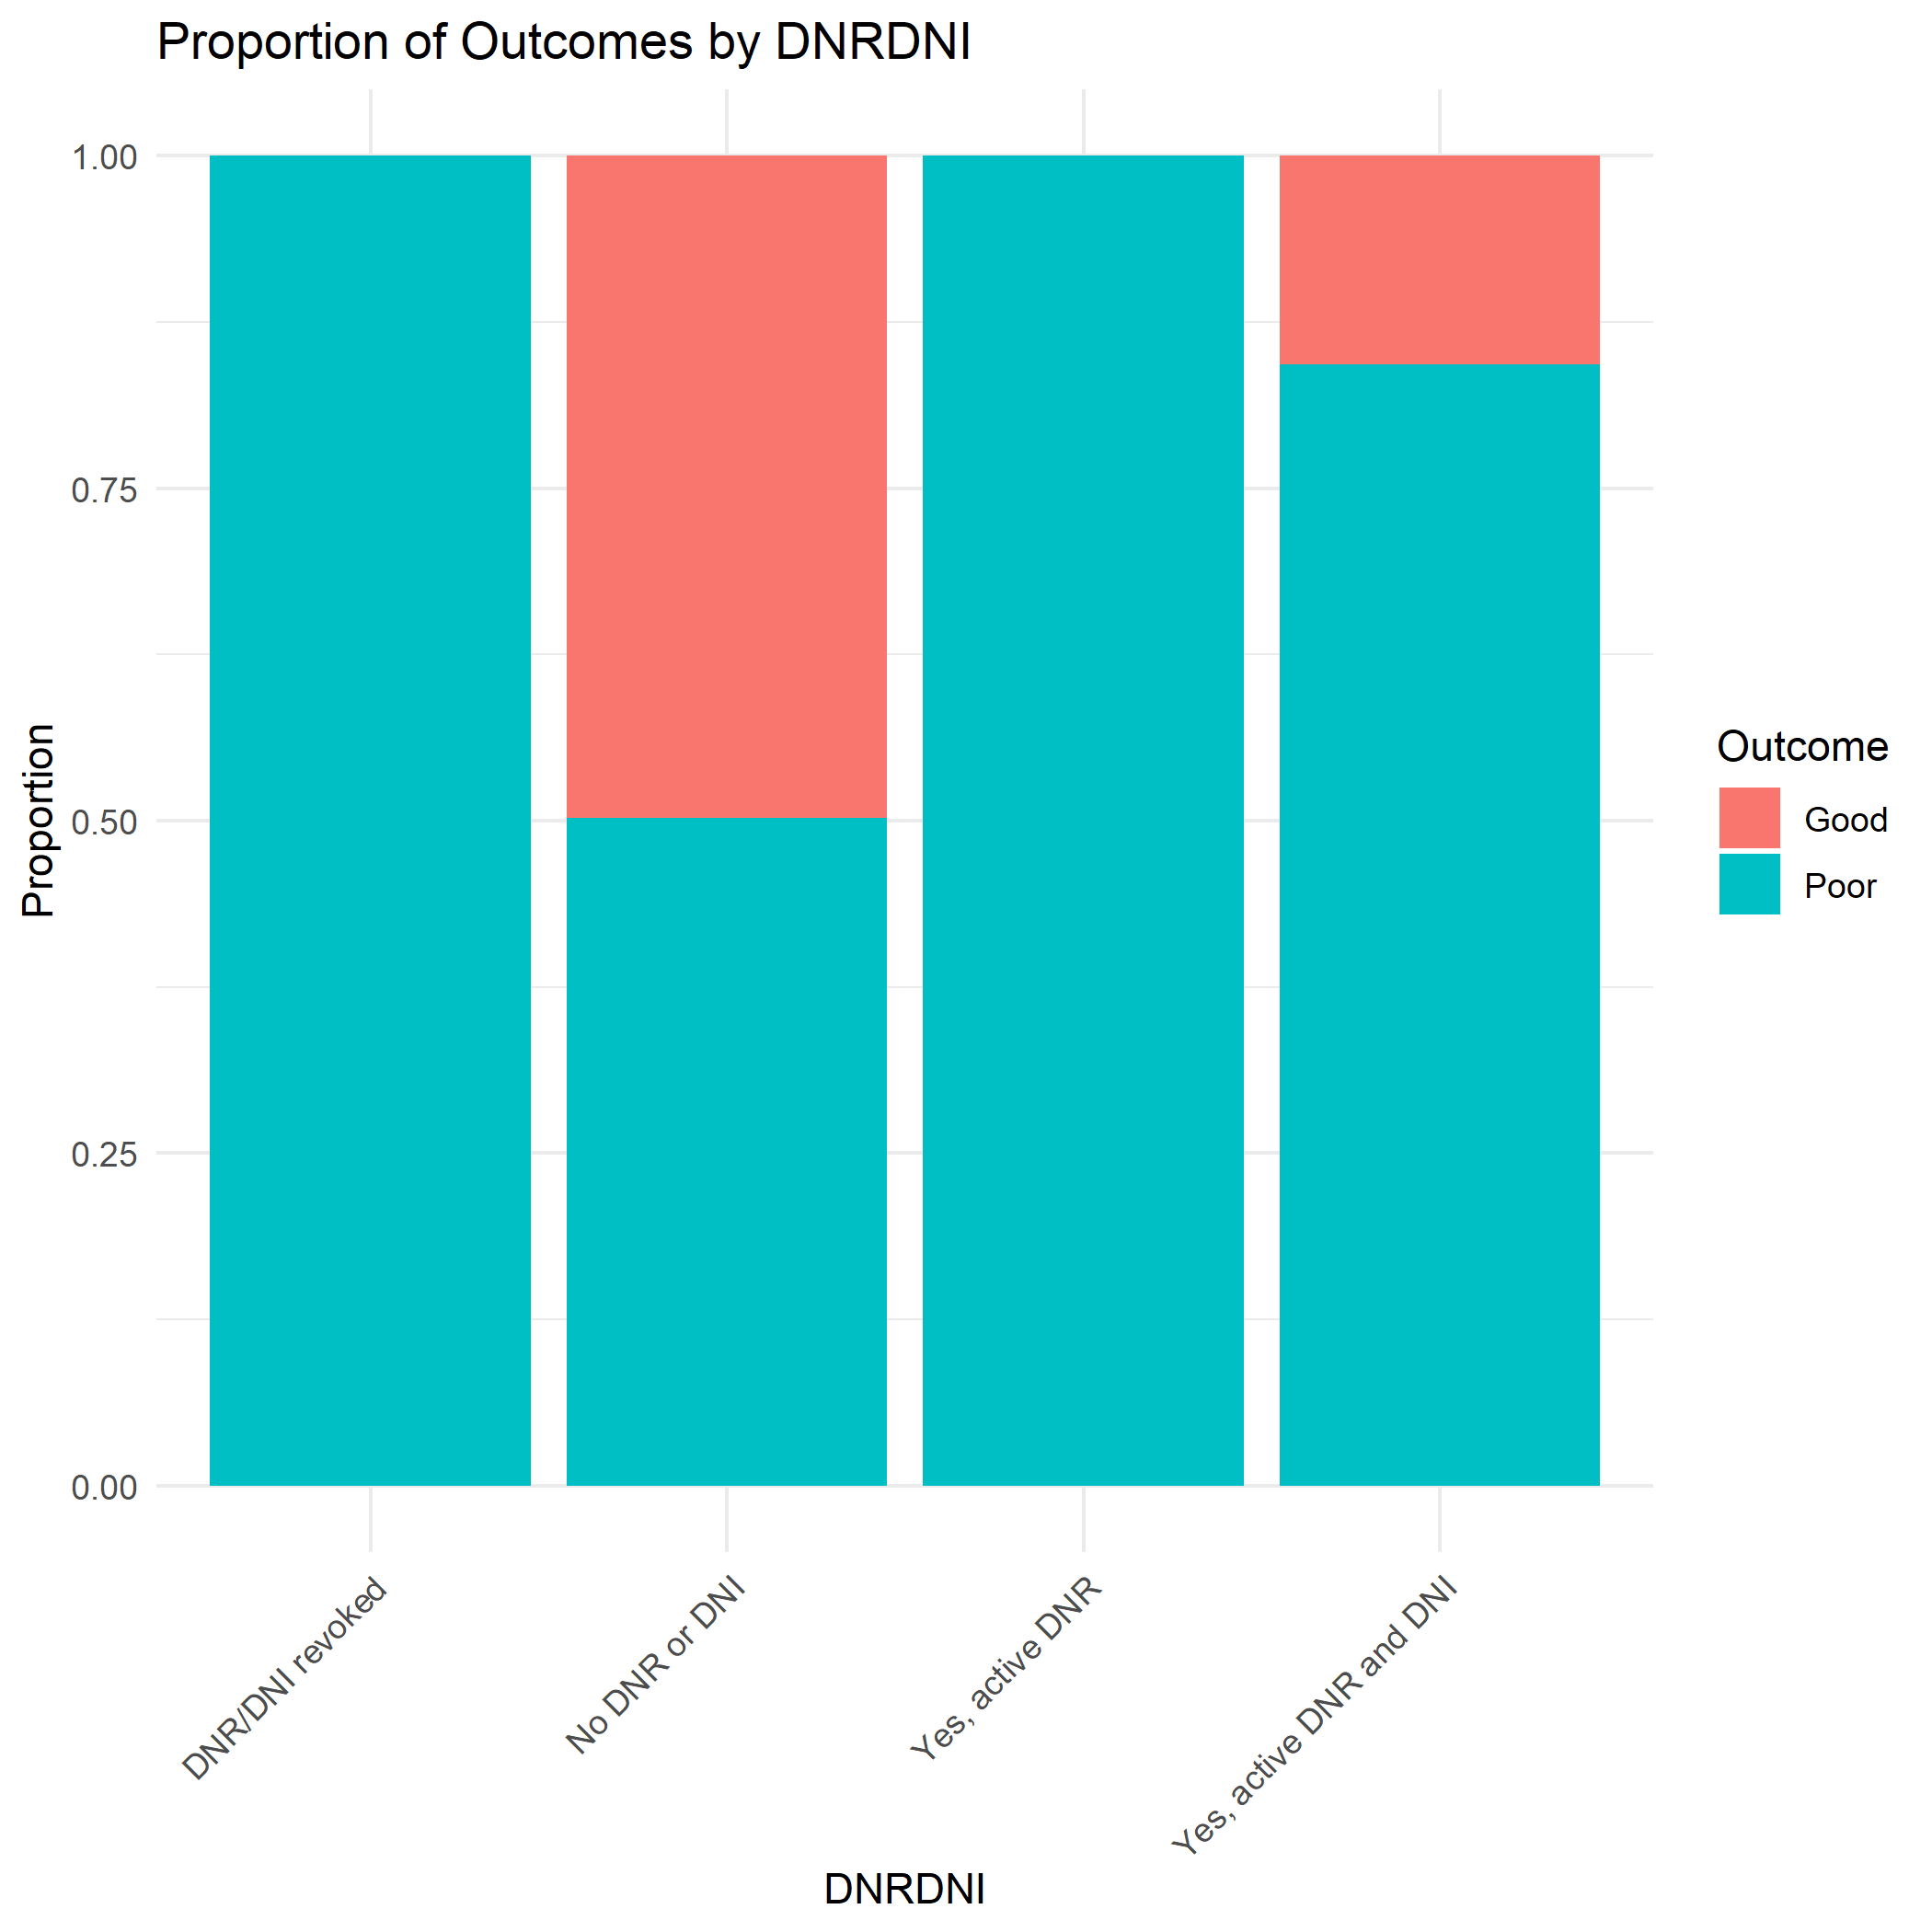 Proportion of Outcomes by DNRDNI
Proportion
1.00
0.75
0.50
0.25
0.00
DNR/DNI revoked
No DNR or DNI
Yes, active DNR
Yes, active DNR and DNI
DNRDNI
Outcome
Good
Poor